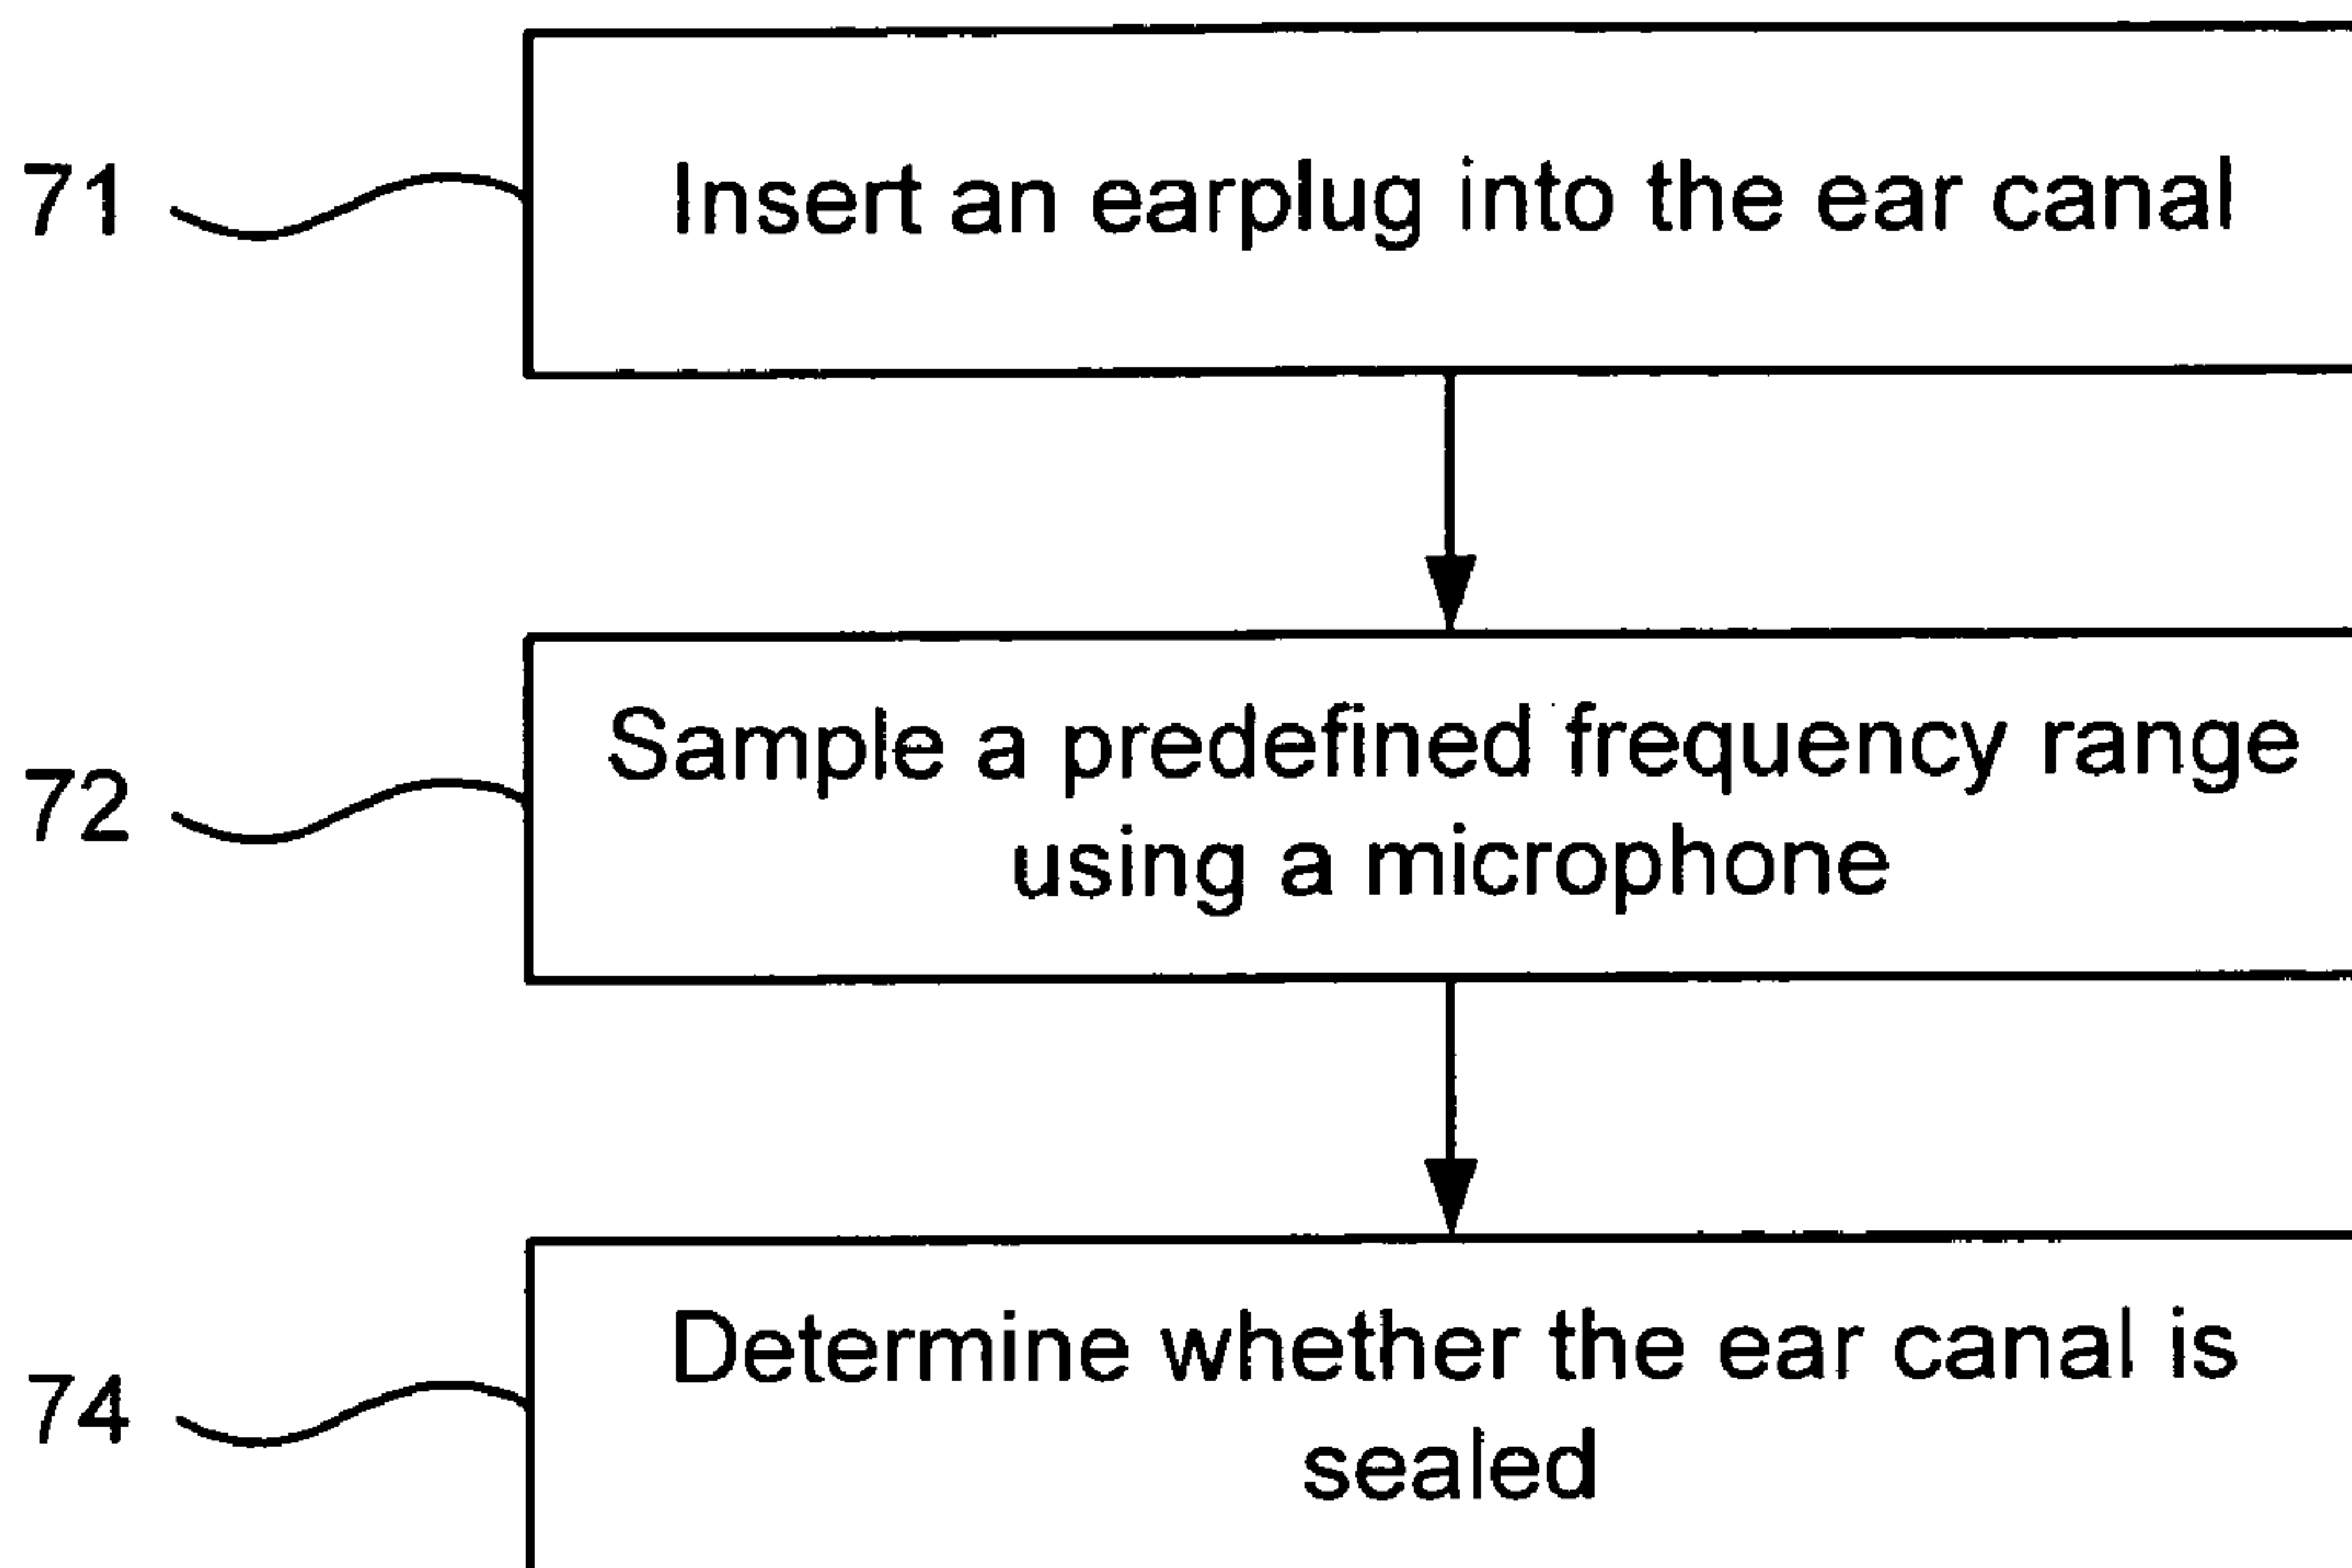 71
Insert an earplug into the ear canal
72
Sample a predefined frequency range
using a microphone
74
Determine whether the ear canal is
sealed